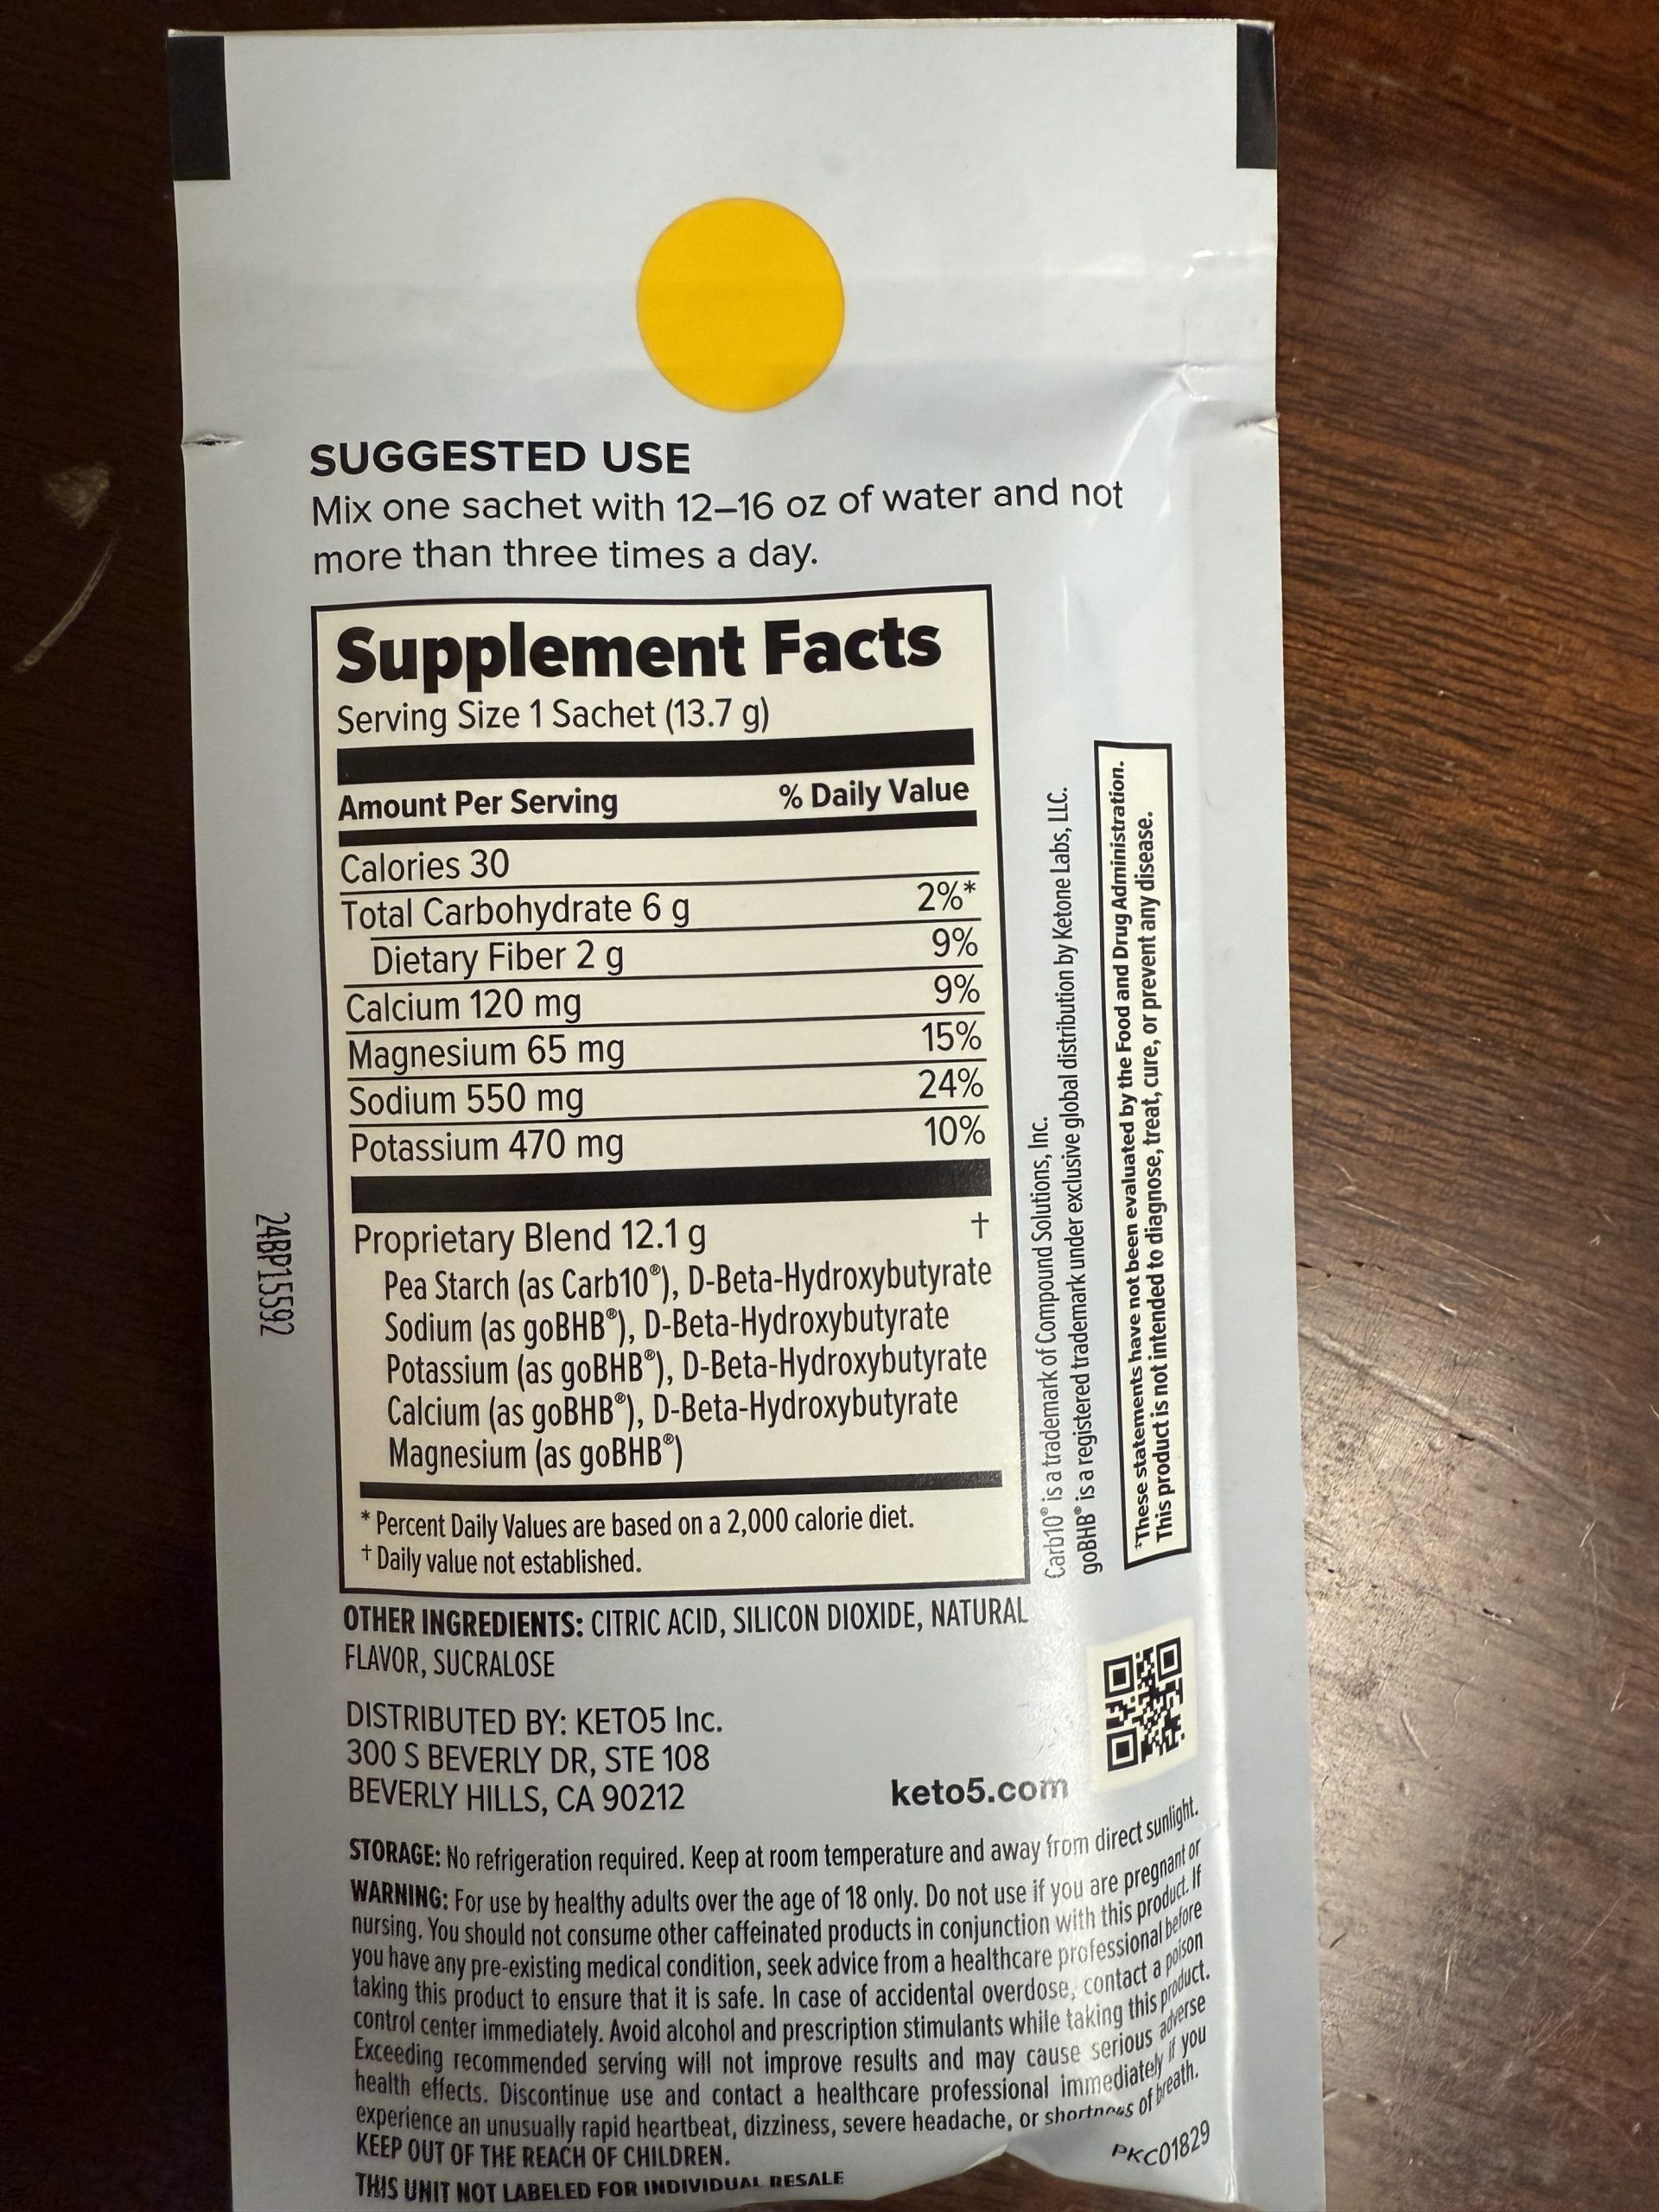 SUGGESTED USE
Mix one sachet with 12–16 oz of water and not
more than three times a day.
Supplement Facts
Serving Size 1 Sachet (13.7 g)
Amount Per Serving % Daily Value
Calories 30
Total Carbohydrate 6 g 2%*
Dietary Fiber 2 g 9%
Calcium 120 mg 9%
Magnesium 65 mg 15%
Sodium 550 mg 24%
Potassium 470 mg 10%
Proprietary Blend 12.1 g †
Pea Starch (as Carb10®), D-Beta-Hydroxybutyrate
Sodium (as goBHB®), D-Beta-Hydroxybutyrate
Potassium (as goBHB®), D-Beta-Hydroxybutyrate
Calcium (as goBHB®), D-Beta-Hydroxybutyrate
Magnesium (as goBHB®)
* Percent Daily Values are based on a 2,000 calorie diet.
† Daily value not established.
Carb10® is a trademark of Compound Solutions, Inc.
goBHB® is a registered trademark under exclusive global distribution by Ketone Labs, LLC.
‡These statements have not been evaluated by the Food and Drug Administration.
This product is not intended to diagnose, treat, cure, or prevent any disease.
24BP15592
OTHER INGREDIENTS: CITRIC ACID, SILICON DIOXIDE, NATURAL
FLAVOR, SUCRALOSE
DISTRIBUTED BY: KETO5 Inc.
300 S BEVERLY DR, STE 108
BEVERLY HILLS, CA 90212
keto5.com
STORAGE: No refrigeration required. Keep at room temperature and away from direct sunlight.
WARNING: For use by healthy adults over the age of 18 only. Do not use if you are pregnant or
nursing. You should not consume other caffeinated products in conjunction with this product. If
you have any pre-existing medical condition, seek advice from a healthcare professional before
taking this product to ensure that it is safe. In case of accidental overdose, contact a poison
control center immediately. Avoid alcohol and prescription stimulants while taking this product.
Exceeding recommended serving will not improve results and may cause serious adverse
health effects. Discontinue use and contact a healthcare professional immediately if you
experience an unusually rapid heartbeat, dizziness, severe headache, or shortness of breath.
KEEP OUT OF THE REACH OF CHILDREN.
THIS UNIT NOT LABELED FOR INDIVIDUAL RESALE
PKC01829